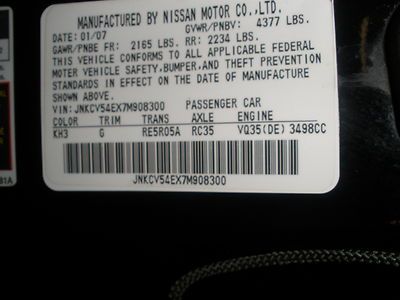 MANUFACTURED BY NISSAN MOTOR CO.,LTD.
DATE: 01/07 GVWR/PNBV: 4377 LBS.
GAWR/PNBE FR: 2165 LBS. RR: 2234 LBS.
THIS VEHICLE CONFORMS TO ALL APPLICABLE FEDERAL
MOTOR VEHICLE SAFETY,BUMPER,AND THEFT PREVENTION
STANDARDS IN EFFECT ON THE DATE OF MANUFACTURE
SHOWN ABOVE.
VIN: JNKCV54EX7M908300 PASSENGER CAR
COLOR TRIM TRANS AXLE ENGINE
KH3 G RE5R05A RC35 VQ35(DE) 3498CC
JNKCV54EX7M908300